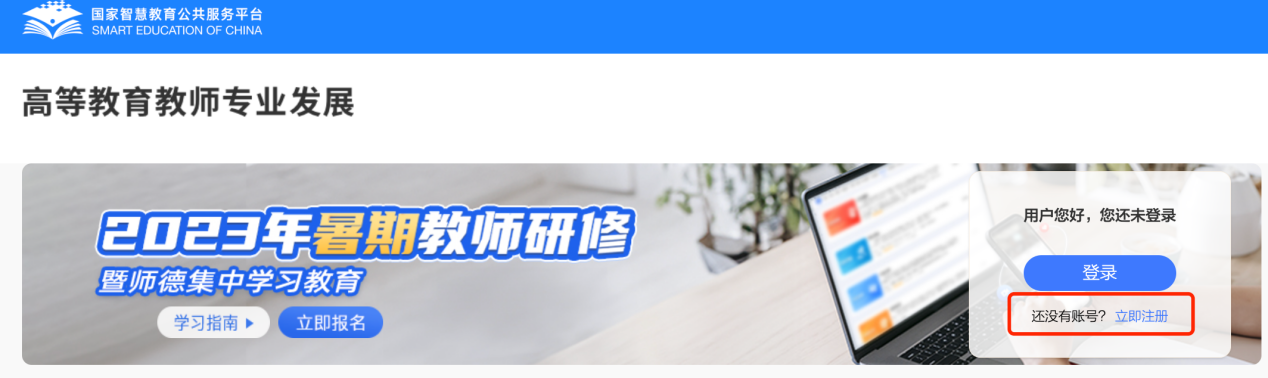 国家智慧教育公共服务平台
SMART EDUCATION OF CHINA
高等教育教师专业发展
2023年暑期教师研修
暨师德集中学习教育
学习指南
立即报名
用户您好，您还未登录
登录
还没有账号？ 立即注册